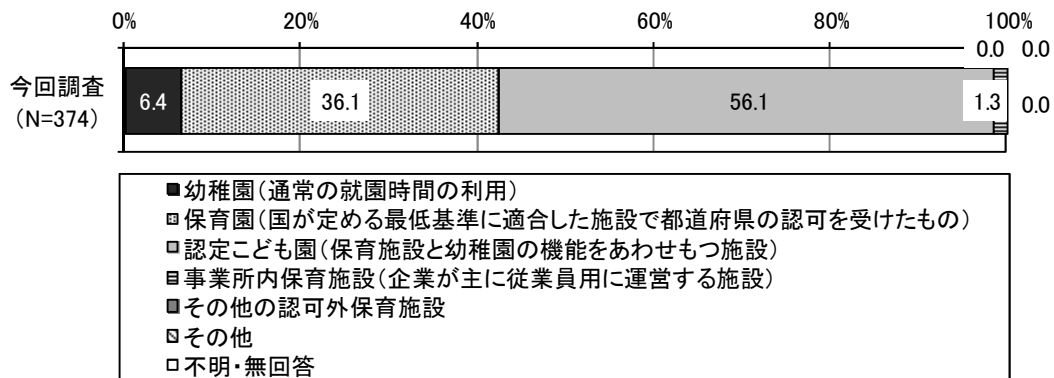 0% 20% 40% 60% 80% 100%
0.0 0.0
今回調査
(N=374)
6.4 36.1 56.1 1.3 0.0
幼稚園(通常の就園時間の利用)
保育園(国が定める最低基準に適合した施設で都道府県の認可を受けたもの)
認定こども園(保育施設と幼稚園の機能をあわせもつ施設)
事業所内保育施設(企業が主に従業員用に運営する施設)
その他の認可外保育施設
その他
不明・無回答